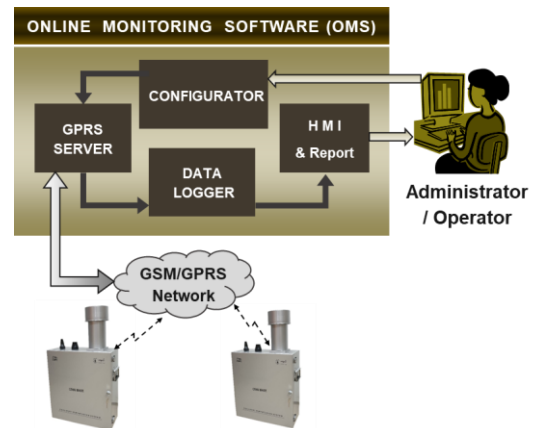 ONLINE MONITORING SOFTWARE (OMS)
CONFIGURATOR
GPRS
SERVER
H M I
& Report
DATA
LOGGER
Administrator
/ Operator
GSM/GPRS
Network